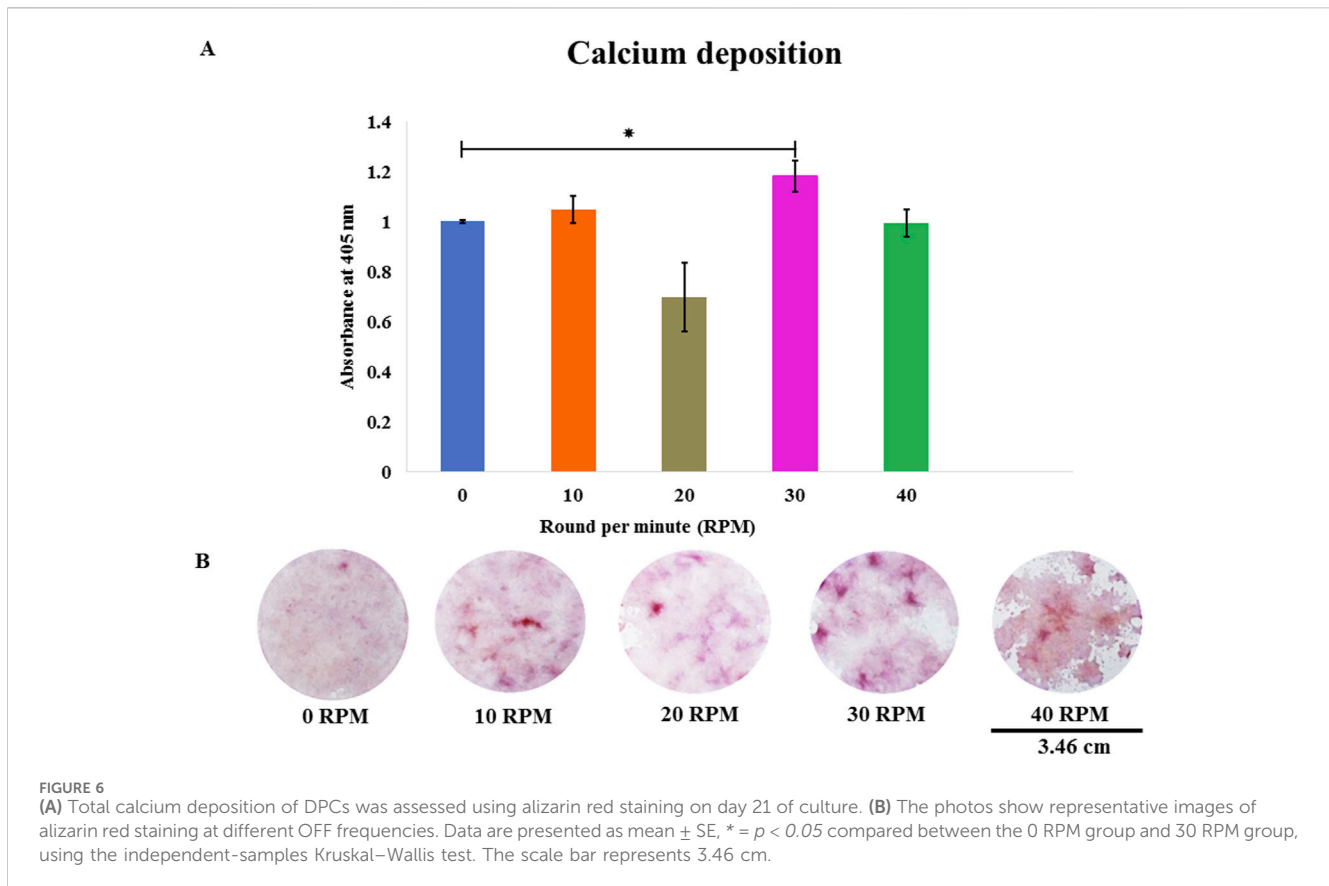 A
Calcium deposition
1.4
1.2
1
0.8
0.6
0.4
0.2
0
Absorbance at 405 nm
*
0 10 20 30 40
Round per minute (RPM)
B
0 RPM 10 RPM 20 RPM 30 RPM 40 RPM
3.46 cm
FIGURE 6
(A) Total calcium deposition of DPCs was assessed using alizarin red staining on day 21 of culture. (B) The photos show representative images of
alizarin red staining at different OFF frequencies. Data are presented as mean ± SE, * = p < 0.05 compared between the 0 RPM group and 30 RPM group,
using the independent-samples Kruskal–Wallis test. The scale bar represents 3.46 cm.